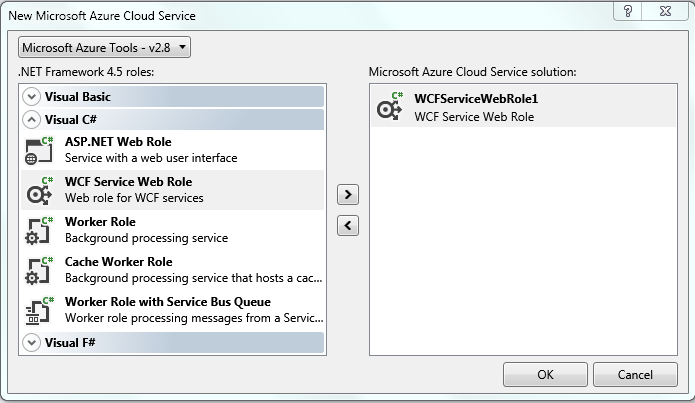 New Microsoft Azure Cloud Service
?
Microsoft Azure Tools - v2.8
.NET Framework 4.5 roles:
Visual Basic
Visual C#
C#
ASP.NET Web Role
Service with a web user interface
C#
WCF Service Web Role
Web role for WCF services
C#
Worker Role
Background processing service
C#
Cache Worker Role
Background processing service that hosts a cac...
C#
Worker Role with Service Bus Queue
Worker role processing messages from a Servic...
Visual F#
>
<
Microsoft Azure Cloud Service solution:
C#
WCFServiceWebRole1
WCF Service Web Role
OK
Cancel